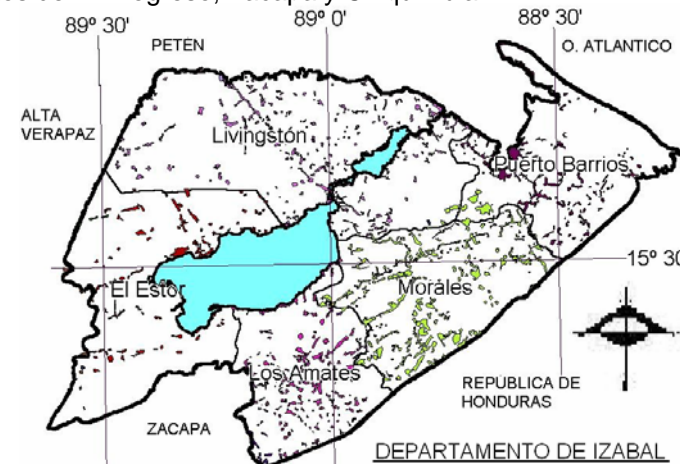 89º 30'
89º 0'
88º 30'
PETEN
O. ATLANTICO
ALTA
VERAPAZ
Livingstón
Puerto Barrios
15º 30
El Estor
Morales
Los Amates
REPÚBLICA DE
HONDURAS
ZACAPA
DEPARTAMENTO DE IZABAL